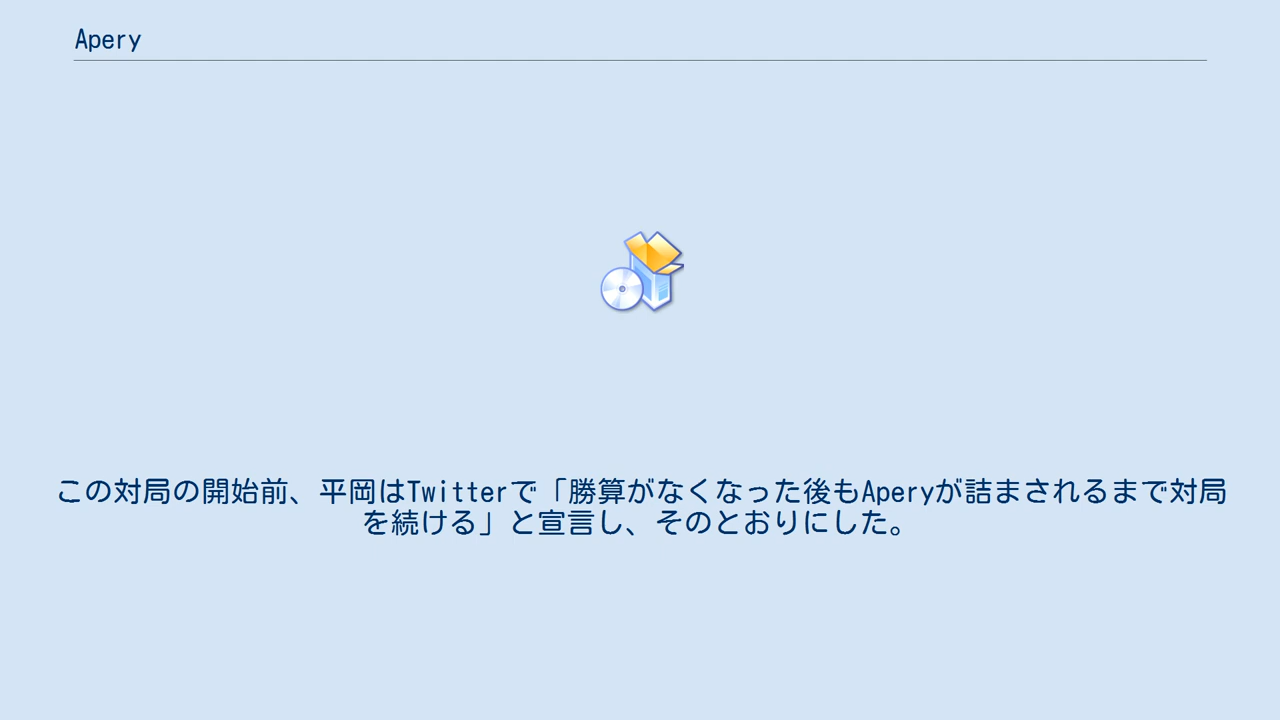 Apery
この対局の開始前、平岡はTwitterで「勝算がなくなった後もAperyが詰まされるまで対局
を続ける」と宣言し、そのとおりにした。